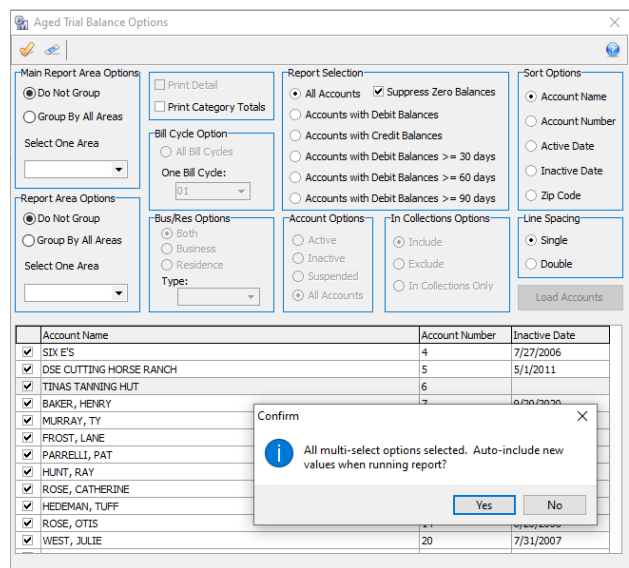 Aged Trial Balance Options
Main Report Area Options
Do Not Group
Group By All Areas
Select One Area
Report Area Options
Do Not Group
Group By All Areas
Select One Area
Print Detail
Print Category Totals
Bill Cycle Option
All Bill Cycles
One Bill Cycle:
01
Bus/Res Options
Both
Business
Residence
Type:
Report Selection
All Accounts Suppress Zero Balances
Accounts with Debit Balances
Accounts with Credit Balances
Accounts with Debit Balances >= 30 days
Accounts with Debit Balances >= 60 days
Accounts with Debit Balances >= 90 days
Account Options
Active
Inactive
Suspended
All Accounts
In Collections Options
Include
Exclude
In Collections Only
Sort Options
Account Name
Account Number
Active Date
Inactive Date
Zip Code
Line Spacing
Single
Double
Load Accounts
Account Name Account Number Inactive Date
SIX E'S 4 7/27/2006
DSE CUTTING HORSE RANCH 5 5/1/2011
TINAS TANNING HUT 6
BAKER, HENRY
MURRAY, TY
FROST, LANE
PARRELLI, PAT
HUNT, RAY
ROSE, CATHERINE
HEDEMAN, TUFF
ROSE, OTIS
WEST, JULIE 20 7/31/2007
Confirm
All multi-select options selected. Auto-include new
values when running report?
Yes No